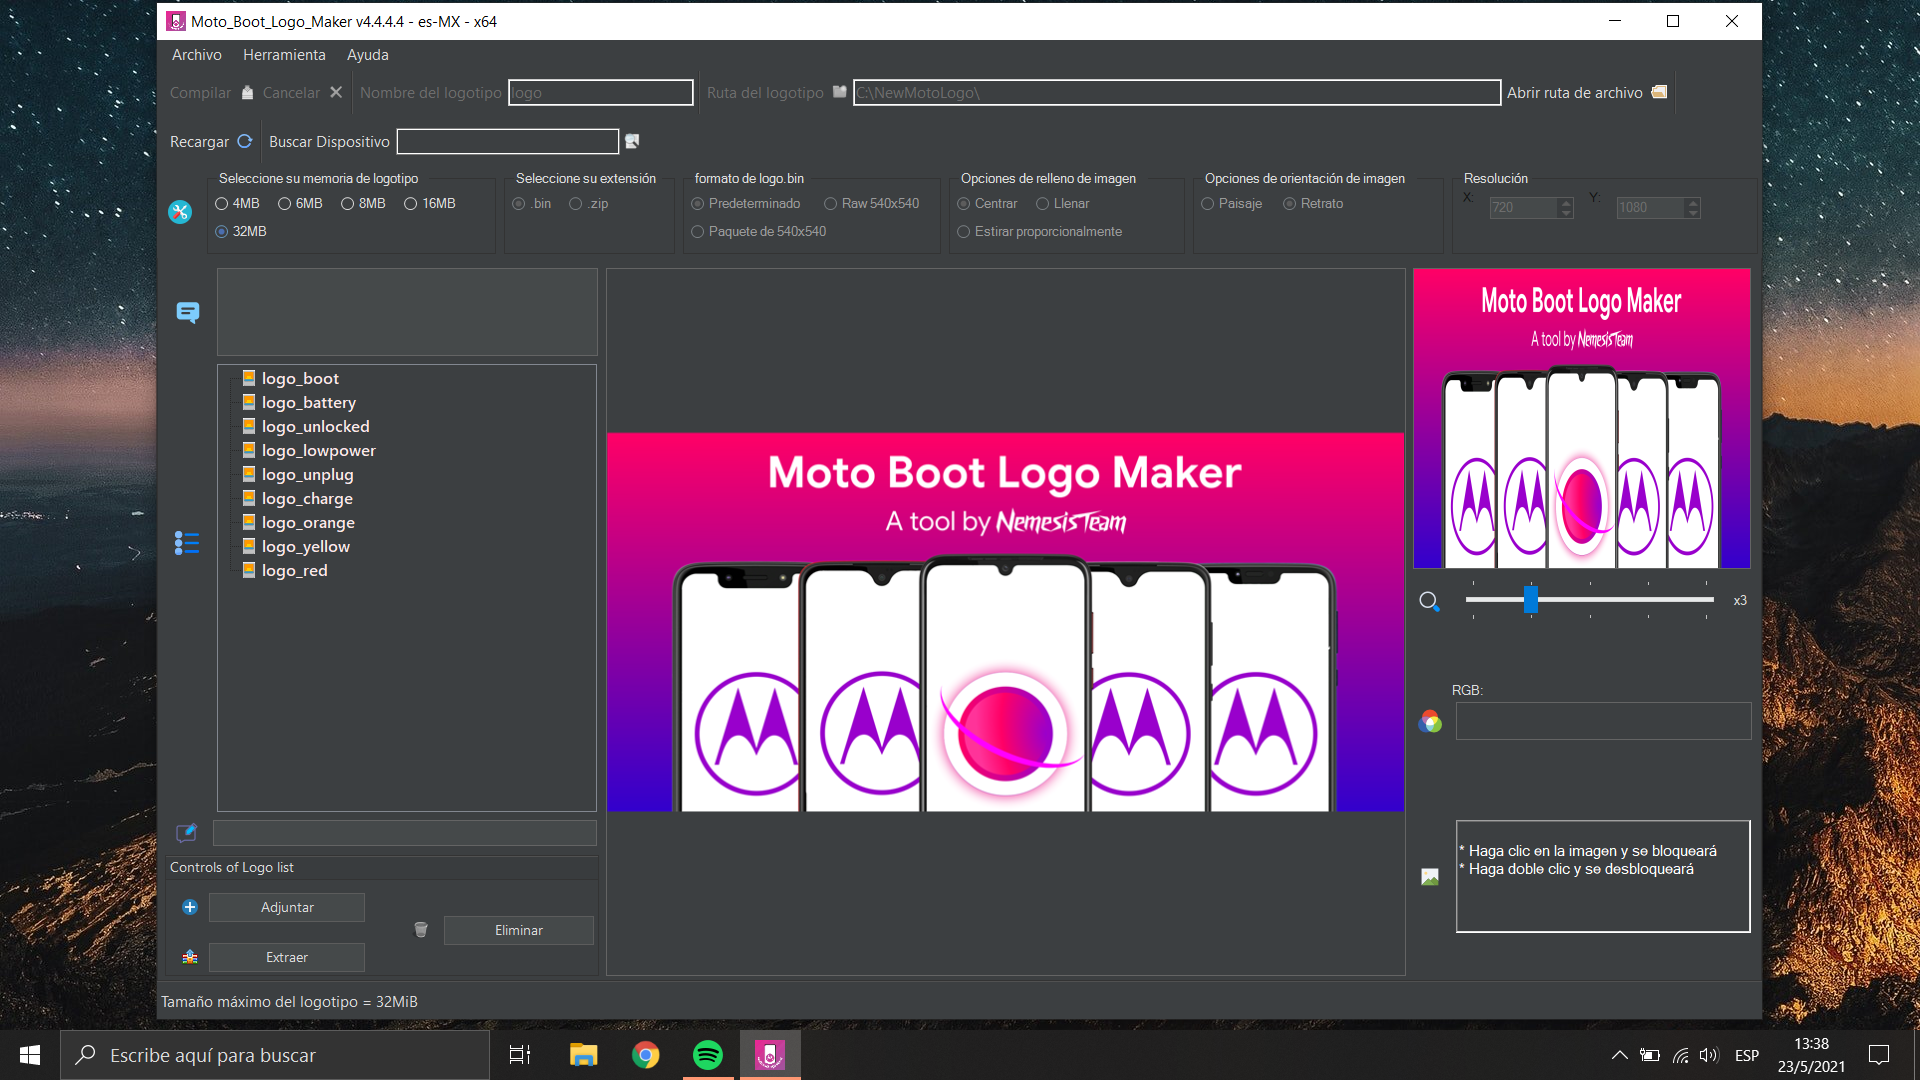 Moto_Boot_Logo_Maker v4.4.4.4 - es-MX - x64
Archivo Herramienta Ayuda
Compilar Cancelar Nombre del logotipo logo Ruta del logotipo C:\NewMotoLogo\ Abrir ruta de archivo
Recargar Buscar Dispositivo
Seleccione su memoria de logotipo Seleccione su extensión formato de logo.bin Opciones de relleno de imagen Opciones de orientación de imagen Resolución
4MB 6MB 8MB 16MB .bin .zip Predeterminado Raw 540x540 Centrar Llenar Paisaje Retrato X: 720 Y: 1080
32MB Paquete de 540x540 Estirar proporcionalmente
logo_boot
logo_battery
logo_unlocked
logo_lowpower
logo_unplug
logo_charge
logo_orange
logo_yellow
logo_red
Moto Boot Logo Maker
A tool by NemesisTeam
Moto Boot Logo Maker
A tool by NemesisTeam
x3
RGB:
* Haga clic en la imagen y se bloqueará
* Haga doble clic y se desbloqueará
Controls of Logo list
Adjuntar
Eliminar
Extraer
Tamaño máximo del logotipo = 32MiB
Escribe aquí para buscar
ESP
13:38
23/5/2021